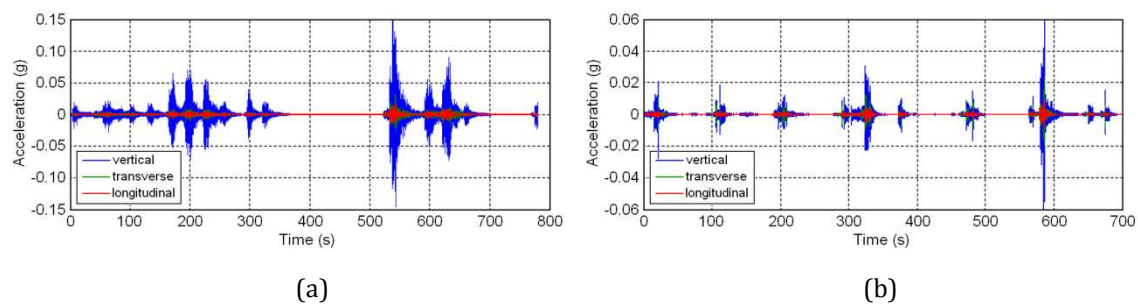 0.15
0.10
0.05
0
-0.05
-0.10
-0.15
Acceleration (g)
vertical
transverse
longitudinal
0 100 200 300 400 500 600 700 800
Time (s)
(a)
0.06
0.04
0.02
0
-0.02
-0.04
-0.06
Acceleration (g)
vertical
transverse
longitudinal
0 100 200 300 400 500 600 700
Time (s)
(b)